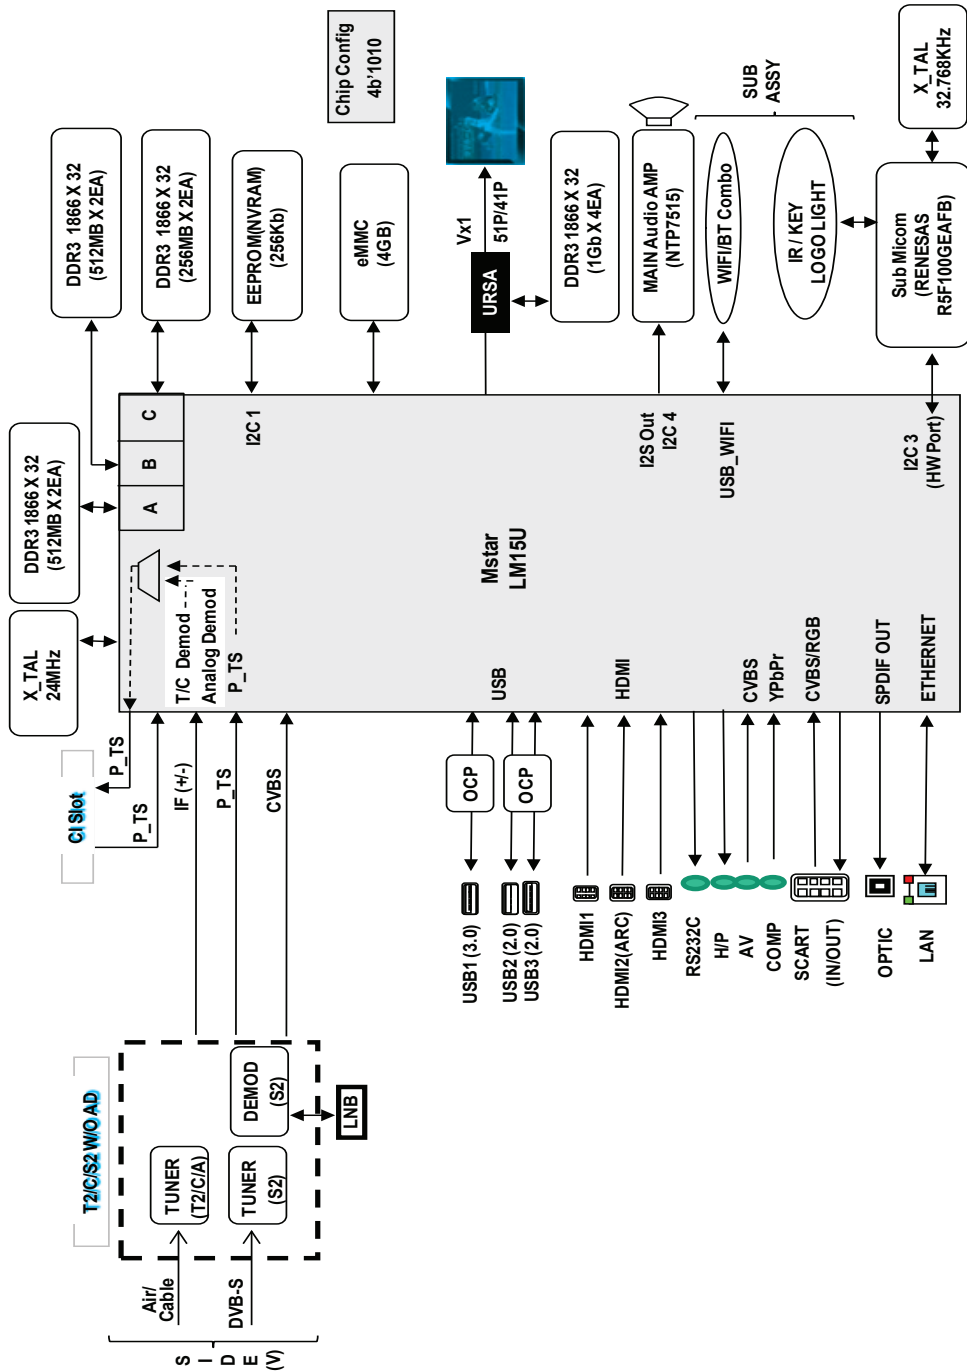 S
I
D
E
(V)
Air/
Cable
DVB-S
T2/C/S2 W/O AD
TUNER
(T2/C/A)
TUNER
(S2)
DEMOD
(S2)
LNB
CI Slot
P_TS
P_TS
IF (+/-)
P_TS
CVBS
X_TAL
24MHz
DDR3 1866 X 32
(512MB X 2EA)
DDR3 1866 X 32
(512MB X 2EA)
DDR3 1866 X 32
(256MB X 2EA)
EEPROM(NVRAM)
(256Kb)
eMMC
(4GB)
Chip Config
4b'1010
A
B
C
T/C Demod
Analog Demod
P_TS
I2C 1
Mstar
LM15U
URSA
Vx1
51P/41P
DDR3 1866 X 32
(1Gb X 4EA)
MAIN Audio AMP
(NTP7515)
I2S Out
I2C 4
WIFI/BT Combo
USB_WIFI
SUB
ASSY
IR / KEY
LOGO LIGHT
X_TAL
32.768KHz
Sub Micom
(RENESAS
R5F100GEAFB)
I2C 3
(HW Port)
USB
HDMI
CVBS
YPbPr
CVBS/RGB
SPDIF OUT
ETHERNET
OCP
OCP
USB1 (3.0)
USB2 (2.0)
USB3 (2.0)
HDMI1
HDMI2(ARC)
HDMI3
RS232C
H/P
AV
COMP
SCART
(IN/OUT)
OPTIC
LAN